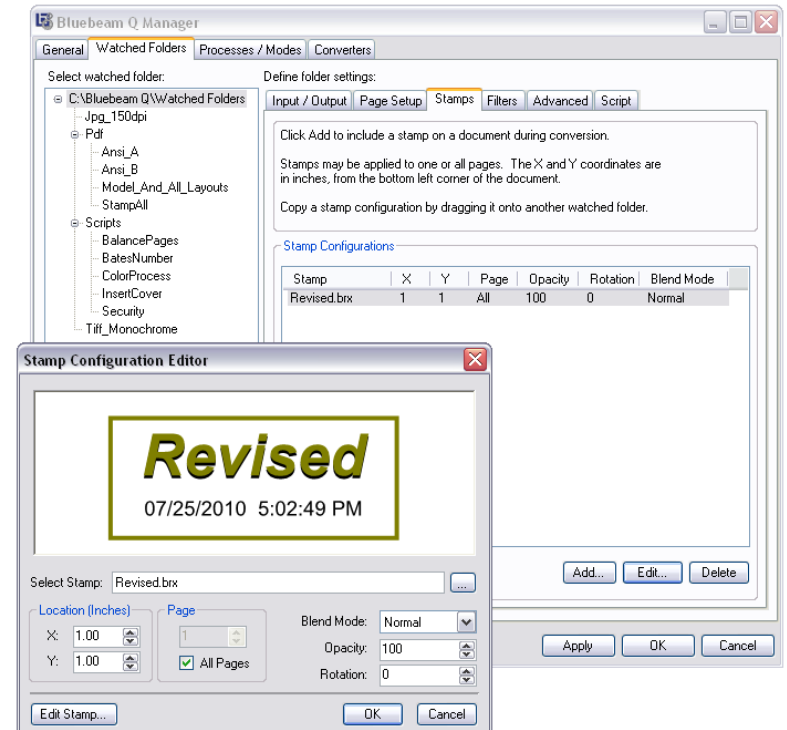 Bluebeam Q Manager
General Watched Folders Processes / Modes Converters
Select watched folder:
Define folder settings:
C:\Bluebeam Q\Watched Folders
Jpg_150dpi
Pdf
Ansi_A
Ansi_B
Model_And_All_Layouts
StampAll
Scripts
BalancePages
BatesNumber
ColorProcess
InsertCover
Security
Tiff_Monochrome
Input / Output Page Setup Stamps Filters Advanced Script
Click Add to include a stamp on a document during conversion.
Stamps may be applied to one or all pages. The X and Y coordinates are
in inches, from the bottom left corner of the document.
Copy a stamp configuration by dragging it onto another watched folder.
Stamp Configurations
Stamp X Y Page Opacity Rotation Blend Mode
Revised.brx 1 1 All 100 0 Normal
Add... Edit... Delete
Apply OK Cancel
Stamp Configuration Editor
Revised
07/25/2010 5:02:49 PM
Select Stamp: Revised.brx ...
Location (Inches)
X: 1.00
Y: 1.00
Page
1
All Pages
Blend Mode: Normal
Opacity: 100
Rotation: 0
Edit Stamp... OK Cancel